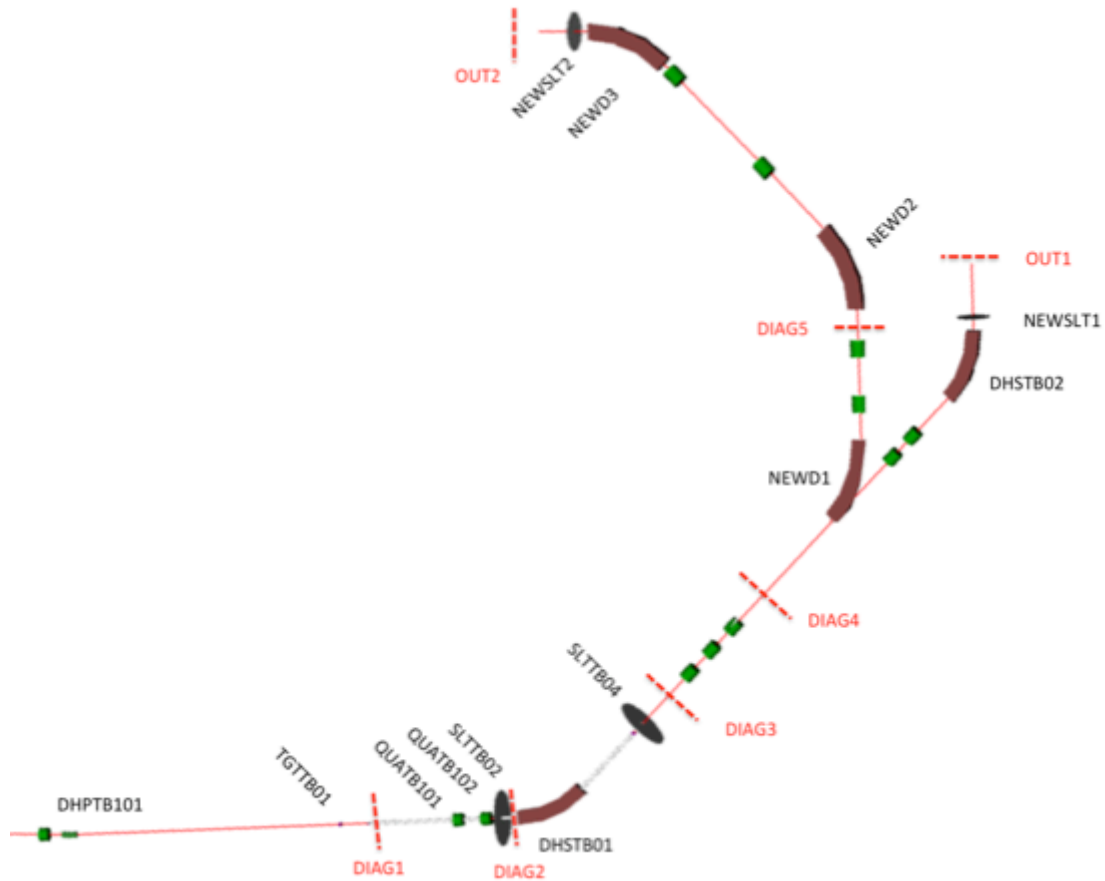 OUT2
NEWSLT2
NEWD3
NEWD2
OUT1
NEWSLT1
DIAG5
DHSTB02
NEWD1
DIAG4
SLTTB04
DIAG3
SLTTB02
QUATB102
QUATB101
TGTTB01
DHPTB101
DHSTB01
DIAG1
DIAG2